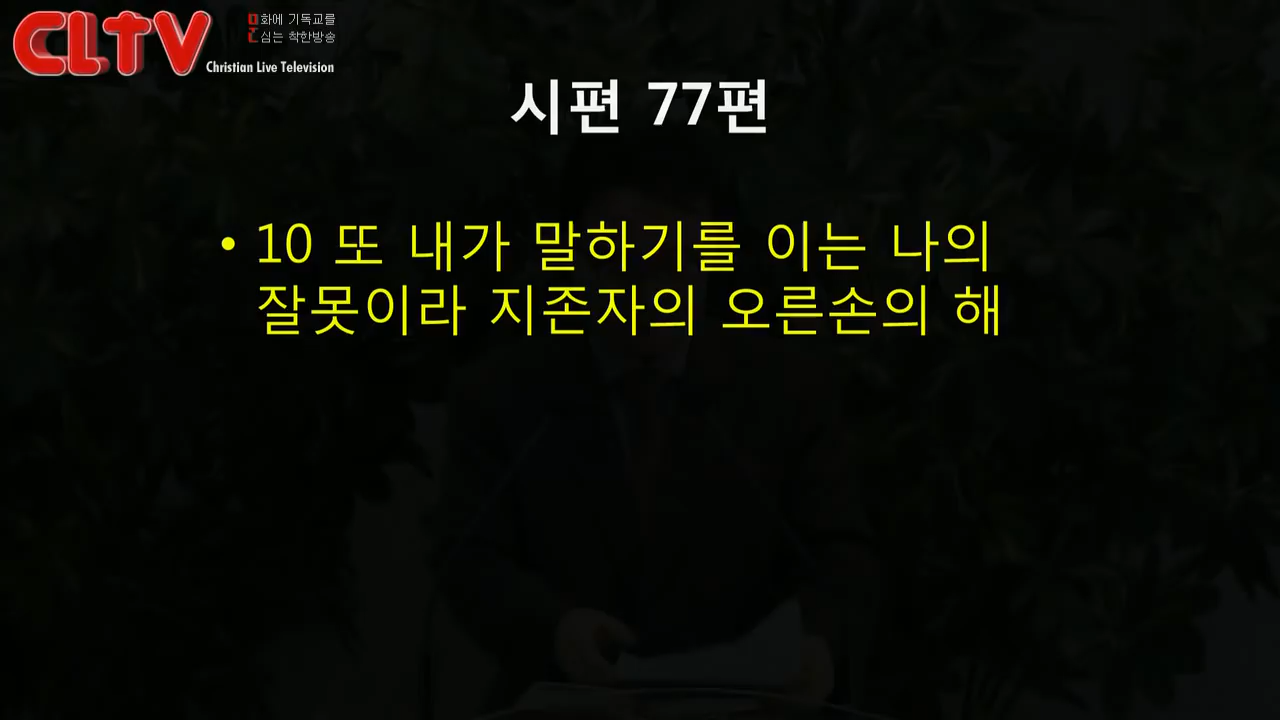 CLTV
문화에 기독교를
심는 착한방송
Christian Live Television
시편 77편
• 10 또 내가 말하기를 이는 나의
잘못이라 지존자의 오른손의 해